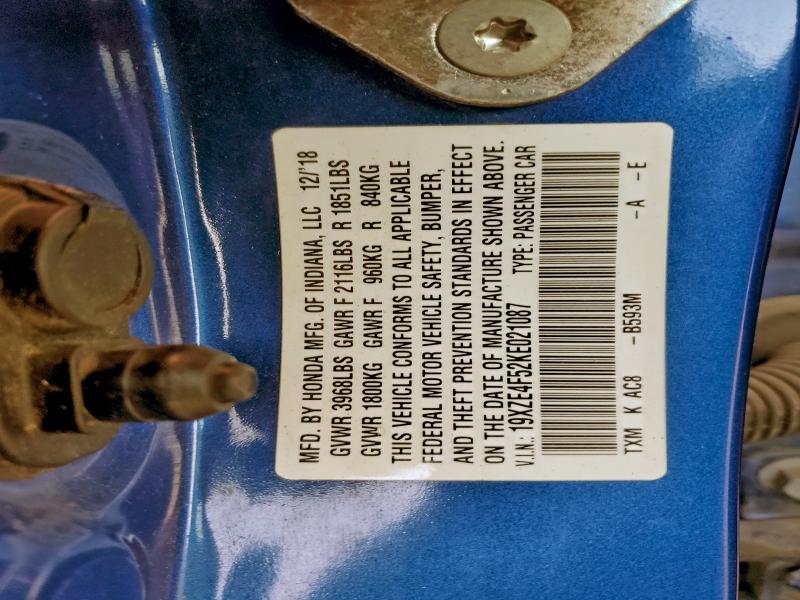 MFD. BY HONDA MFG. OF INDIANA, LLC 12/'18
GVWR 3968LBS GAWR F 2116LBS R 1851LBS
GVWR 1800KG GAWR F 960KG R 840KG
THIS VEHICLE CONFORMS TO ALL APPLICABLE
FEDERAL MOTOR VEHICLE SAFETY, BUMPER,
AND THEFT PREVENTION STANDARDS IN EFFECT
ON THE DATE OF MANUFACTURE SHOWN ABOVE.
V.I.N.: 19XZE4F52KE021087 TYPE: PASSENGER CAR
TXM K AC8 -B593M -A -E